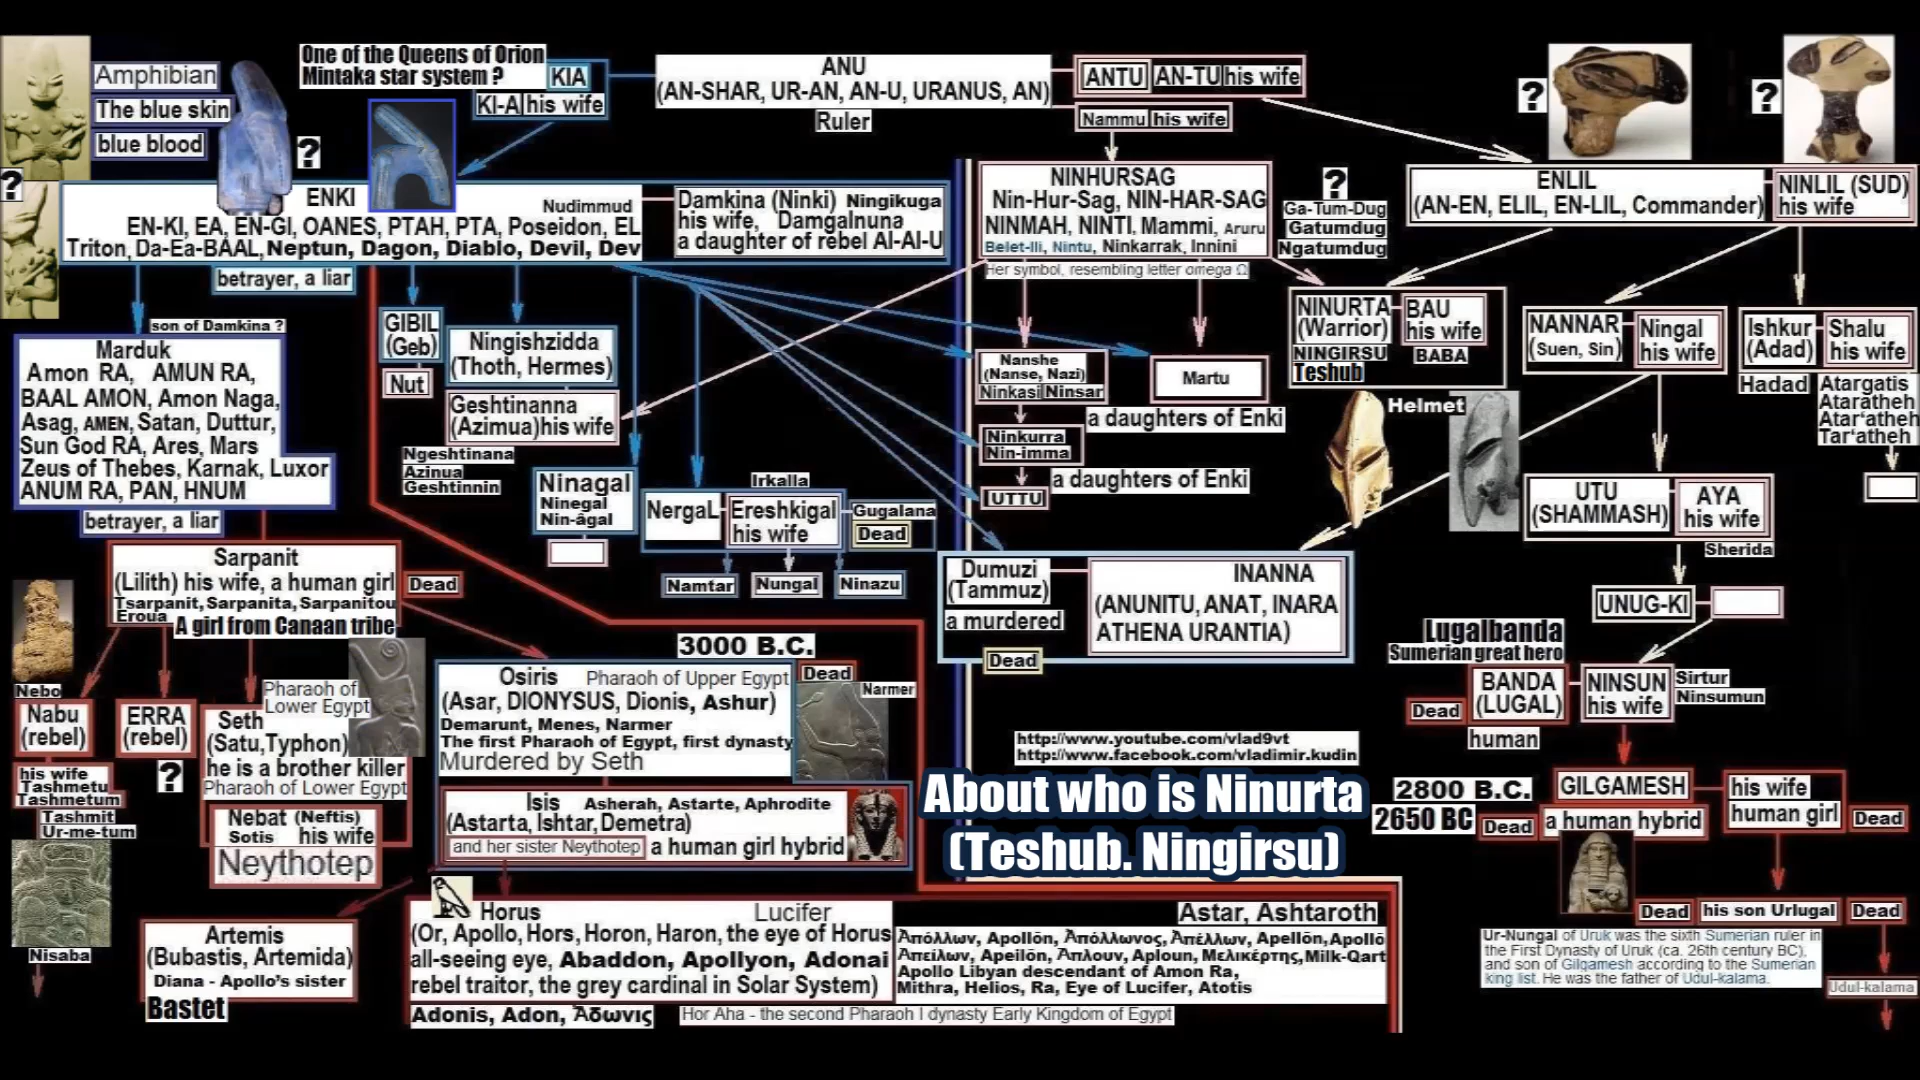 One of the Queens of Orion
Mintaka star system ?
KIA
KI-A his wife
ANU
(AN-SHAR, UR-AN, AN-U, URANUS, AN)
Ruler
ANTU AN-TU his wife
Nammu his wife
?
?
Amphibian
The blue skin
blue blood
?
?
ENKI
Nudimmud
EN-KI, EA, EN-GI, OANES, PTAH, PTA, Poseidon, EL
Triton, Da-Ea-BAAL, Neptun, Dagon, Diablo, Devil, Dev
betrayer, a liar
Damkina (Ninki) Ningikuga
his wife, Damgalnuna
a daughter of rebel Al-Al-U
NINHURSAG
Nin-Hur-Sag, NIN-HAR-SAG
NINMAH, NINTI, Mammi, Aruru
Belet-Ili, Nintu, Ninkarrak, Innini
Her symbol, resembling letter omega Ω
?
Ga-Tum-Dug
Gatumdug
Ngatumdug
ENLIL
(AN-EN, ELIL, EN-LIL, Commander)
NINLIL (SUD)
his wife
son of Damkina ?
Marduk
Amon RA, AMUN RA,
BAAL AMON, Amon Naga,
Asag, AMEN, Satan, Duttur,
Sun God RA, Ares, Mars
Zeus of Thebes, Karnak, Luxor
ANUM RA, PAN, HNUM
betrayer, a liar
GIBIL
(Geb)
Nut
Ningishzidda
(Thoth, Hermes)
Geshtinanna
(Azimua)his wife
Ngeshtinana
Azinua
Geshtinnin
Ninagal
Ninegal
Nin-âgal
Irkalla
NergaL
Ereshkigal
his wife
Gugalana
Dead
Namtar
Nungal
Ninazu
Nanshe
(Nanse, Nazi)
Ninkasi Ninsar
Martu
a daughters of Enki
Ninkurra
Nin-imma
a daughters of Enki
UTTU
NINURTA
(Warrior)
NINGIRSU
Teshub
BAU
his wife
BABA
Helmet
NANNAR
(Suen, Sin)
Ningal
his wife
Ishkur
(Adad)
Hadad
Shalu
his wife
Atargatis
Ataratheh
Atar‘atheh
Tar‘atheh
UTU
(SHAMMASH)
AYA
his wife
Sherida
UNUG-KI
Dumuzi
(Tammuz)
a murdered
Dead
INANNA
(ANUNITU, ANAT, INARA
ATHENA URANTIA)
Sarpanit
(Lilith) his wife, a human girl
Tsarpanit, Sarpanita, Sarpanitou
Eroua
A girl from Canaan tribe
Dead
Nebo
Nabu
(rebel)
his wife
Tashmetu
Tashmetum
Tashmit
Ur-me-tum
Nisaba
ERRA
(rebel)
?
Pharaoh of
Lower Egypt
Seth
(Satu,Typhon)
he is a brother killer
Pharaoh of Lower Egypt
Nebat (Neftis)
Sotis his wife
Neythotep
3000 B.C.
Osiris Pharaoh of Upper Egypt
(Asar, DIONYSUS, Dionis, Ashur)
Demarunt, Menes, Narmer
The first Pharaoh of Egypt, first dynasty
Murdered by Seth
Dead
Narmer
Isis Asherah, Astarte, Aphrodite
(Astarta, Ishtar, Demetra)
and her sister Neythotep a human girl hybrid
Artemis
(Bubastis, Artemida)
Diana - Apollo’s sister
Bastet
Horus Lucifer
(Or, Apollo, Hors, Horon, Haron, the eye of Horus
all-seeing eye, Abaddon, Apollyon, Adonai
rebel traitor, the grey cardinal in Solar System)
Adonis, Adon, Ἄδωνις
Hor Aha - the second Pharaoh I dynasty Early Kingdom of Egypt
Astar, Ashtaroth
Ἀπόλλων, Apollōn, Ἀπόλλωνος, Ἀπέλλων, Apellōn, Apollō
Ἀπείλων, Apeilōn, Ἄπλουν, Aploun, Μελικέρτης, Milk-Qart
Apollo Libyan descendant of Amon Ra,
Mithra, Helios, Ra, Eye of Lucifer, Atotis
http://www.youtube.com/vlad9vt
http://www.facebook.com/vladimir.kudin
About who is Ninurta
(Teshub. Ningirsu)
Lugalbanda
Sumerian great hero
Dead
BANDA
(LUGAL)
human
NINSUN
his wife
Sirtur
Ninsumun
2800 B.C.
2650 BC
Dead
GILGAMESH
a human hybrid
his wife
human girl
Dead
Dead
his son Urlugal
Dead
Ur-Nungal of Uruk was the sixth Sumerian ruler in
the First Dynasty of Uruk (ca. 26th century BC),
and son of Gilgamesh according to the Sumerian
king list. He was the father of Udul-kalama.
Udul-kalama